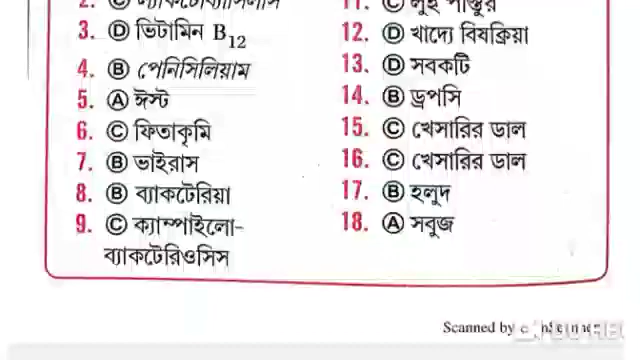 3. Ⓓ ভিটামিন B12
4. Ⓑ পেনিসিলিয়াম
5. Ⓐ ঈস্ট
6. Ⓒ ফিতাকৃমি
7. Ⓑ ভাইরাস
8. Ⓑ ব্যাকটেরিয়া
9. Ⓒ ক্যাম্পাইলো-
ব্যাকটেরিওসিস
11. Ⓒ লুই পাস্তুর
12. Ⓓ খাদ্যে বিষক্রিয়া
13. Ⓓ সবকটি
14. Ⓑ ড্রপসি
15. Ⓒ খেসারির ডাল
16. Ⓒ খেসারির ডাল
17. Ⓑ হলুদ
18. Ⓐ সবুজ
Scanned by